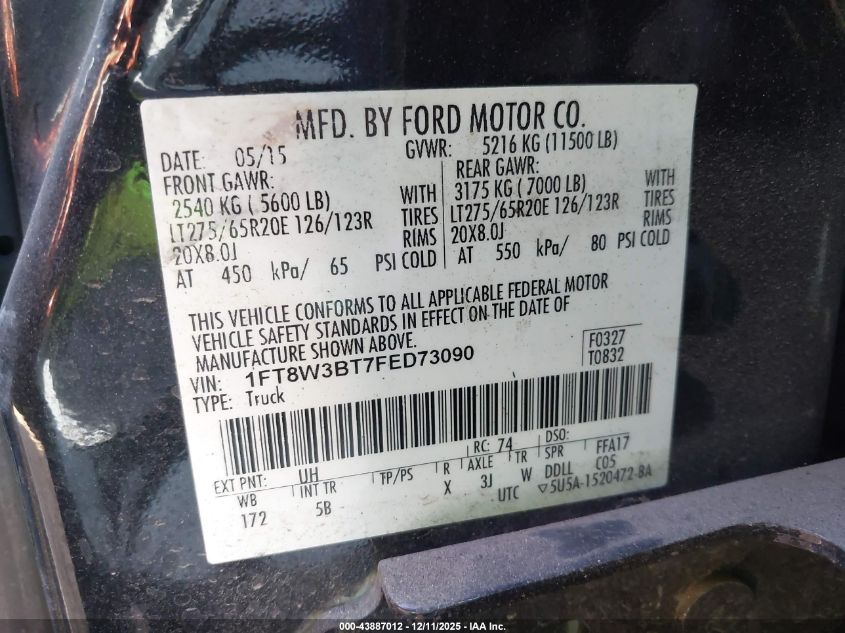 MFD. BY FORD MOTOR CO.
DATE: 05/15 GVWR: 5216 KG (11500 LB)
FRONT GAWR: REAR GAWR:
2540 KG ( 5600 LB) WITH 3175 KG ( 7000 LB) WITH
LT275/65R20E 126/123R TIRES LT275/65R20E 126/123R TIRES
20X8.0J RIMS 20X8.0J RIMS
AT 450 kPa/ 65 PSI COLD AT 550 kPa/ 80 PSI COLD
THIS VEHICLE CONFORMS TO ALL APPLICABLE FEDERAL MOTOR
VEHICLE SAFETY STANDARDS IN EFFECT ON THE DATE OF
MANUFACTURE SHOWN ABOVE.
VIN: 1FT8W3BT7FED73090 F0327
TYPE: Truck T0832
EXT PNT: UH RC: 74 DSO:
WB INT TR TP/PS R AXLE TR SPR FFA17
172 5B X 3J W DDLL C05
UTC ▽5U5A-1520472-BA
000-43887012 - 12/11/2025 - IAA Inc.